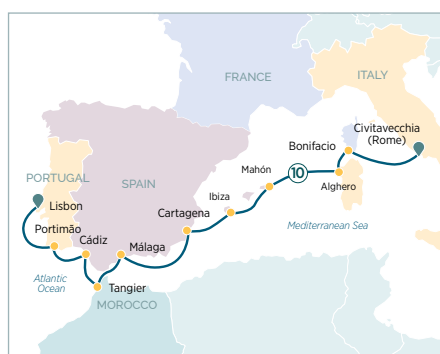 FRANCE
ITALY
Civitavecchia
(Rome)
Bonifacio
Mahón
10
Alghero
PORTUGAL
SPAIN
Ibiza
Lisbon
Cartagena
Portimão
Mediterranean Sea
Cádiz
Málaga
Atlantic
Ocean
Tangier
MOROCCO